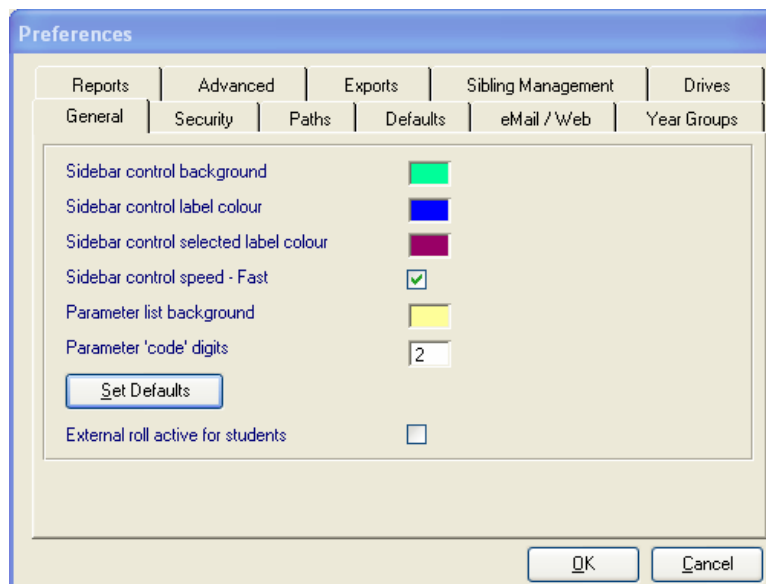 Preferences
Reports Advanced Exports Sibling Management Drives
General Security Paths Defaults eMail / Web Year Groups
Sidebar control background
Sidebar control label colour
Sidebar control selected label colour
Sidebar control speed - Fast
Parameter list background
Parameter 'code' digits 2
Set Defaults
External roll active for students
OK Cancel